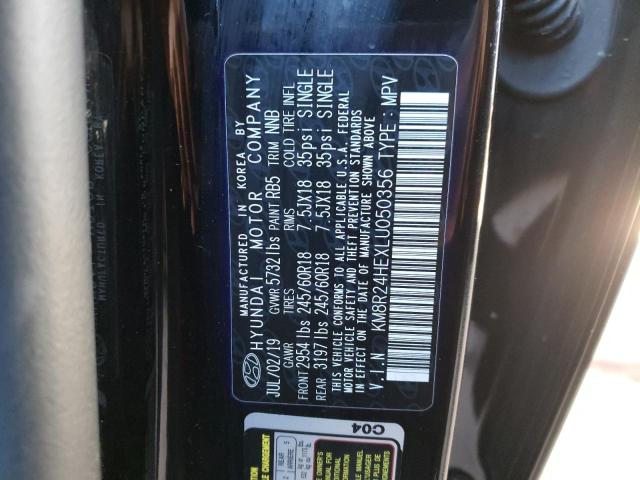 MANUFACTURED IN KOREA BY
HYUNDAI MOTOR COMPANY
JUL/02/19 GVWR 5732 lbs PAINT RB5 TRIM NNB
GAWR TIRES RIMS COLD TIRE INFL
FRONT 2954 lbs 245/60R18 7.5JX18 35psi SINGLE
REAR 3197 lbs 245/60R18 7.5JX18 35psi SINGLE
THIS VEHICLE CONFORMS TO ALL APPLICABLE U.S.A. FEDERAL
MOTOR VEHICLE SAFETY AND THEFT PREVENTION STANDARDS
IN EFFECT ON THE DATE OF MANUFACTURE SHOWN ABOVE
V.I.N KM8R24HEXLU050356 TYPE : MPV
C04
REAR
ARRIÈRE
5